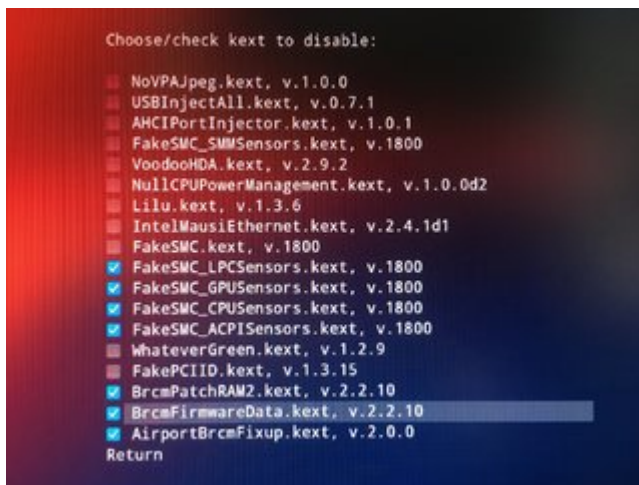 Choose/check kext to disable:
NoVPAJpeg.kext, v.1.0.0
USBInjectAll.kext, v.0.7.1
AHCIPortInjector.kext, v.1.0.1
FakeSMC_SMMSensors.kext, v.1800
VoodooHDA.kext, v.2.9.2
NullCPUPowerManagement.kext, v.1.0.0d2
Lilu.kext, v.1.3.6
IntelMausiEthernet.kext, v.2.4.1d1
FakeSMC.kext, v.1800
FakeSMC_LPCSensors.kext, v.1800
FakeSMC_GPUSensors.kext, v.1800
FakeSMC_CPUSensors.kext, v.1800
FakeSMC_ACPISensors.kext, v.1800
WhateverGreen.kext, v.1.2.9
FakePCIID.kext, v.1.3.15
BrcmPatchRAM2.kext, v.2.2.10
BrcmFirmwareData.kext, v.2.2.10
AirportBrcmFixup.kext, v.2.0.0
Return